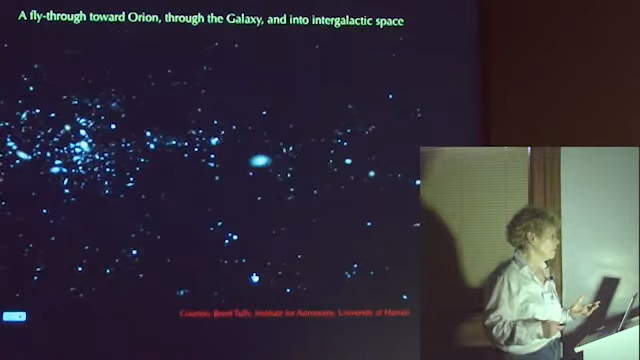 A fly-through toward Orion, through the Galaxy, and into intergalactic space
Courtesy Brent Tully, Institute for Astronomy, University of Hawaii